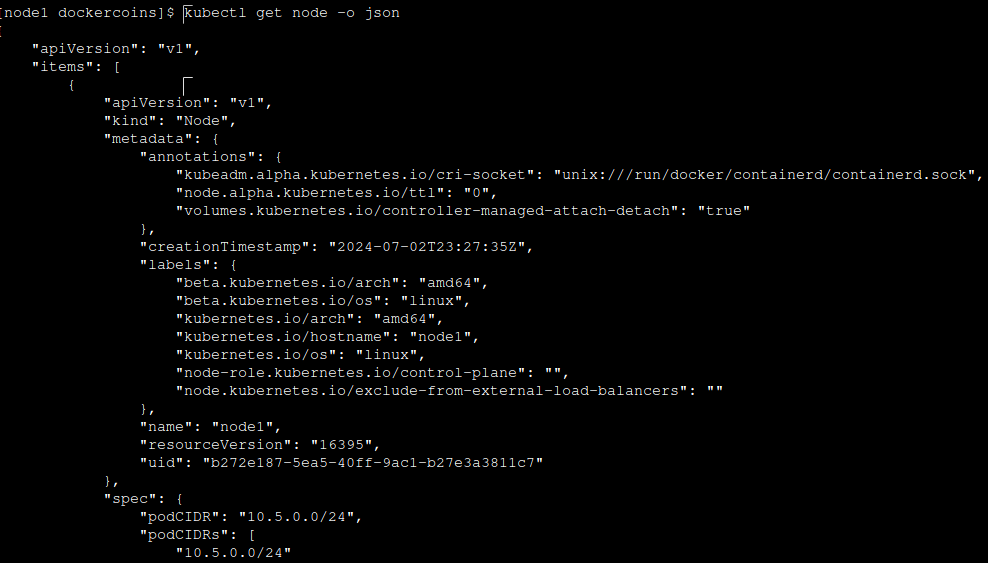 [node1 dockercoins]$ kubectl get node -o json
{
    "apiVersion": "v1",
    "items": [
        {
            "apiVersion": "v1",
            "kind": "Node",
            "metadata": {
                "annotations": {
                    "kubeadm.alpha.kubernetes.io/cri-socket": "unix:///run/docker/containerd/containerd.sock",
                    "node.alpha.kubernetes.io/ttl": "0",
                    "volumes.kubernetes.io/controller-managed-attach-detach": "true"
                },
                "creationTimestamp": "2024-07-02T23:27:35Z",
                "labels": {
                    "beta.kubernetes.io/arch": "amd64",
                    "beta.kubernetes.io/os": "linux",
                    "kubernetes.io/arch": "amd64",
                    "kubernetes.io/hostname": "node1",
                    "kubernetes.io/os": "linux",
                    "node-role.kubernetes.io/control-plane": "",
                    "node.kubernetes.io/exclude-from-external-load-balancers": ""
                },
                "name": "node1",
                "resourceVersion": "16395",
                "uid": "b272e187-5ea5-40ff-9ac1-b27e3a3811c7"
            },
            "spec": {
                "podCIDR": "10.5.0.0/24",
                "podCIDRs": [
                    "10.5.0.0/24"